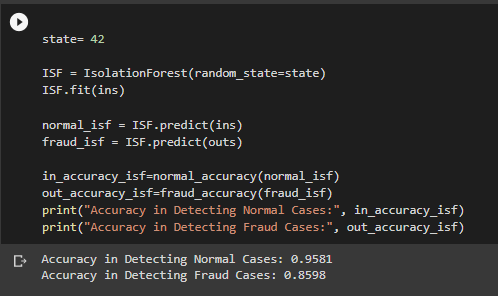 state= 42
ISF = IsolationForest(random_state=state)
ISF.fit(ins)
normal_isf = ISF.predict(ins)
fraud_isf = ISF.predict(outs)
in_accuracy_isf=normal_accuracy(normal_isf)
out_accuracy_isf=fraud_accuracy(fraud_isf)
print("Accuracy in Detecting Normal Cases:", in_accuracy_isf)
print("Accuracy in Detecting Fraud Cases:", out_accuracy_isf)
Accuracy in Detecting Normal Cases: 0.9581
Accuracy in Detecting Fraud Cases: 0.8598